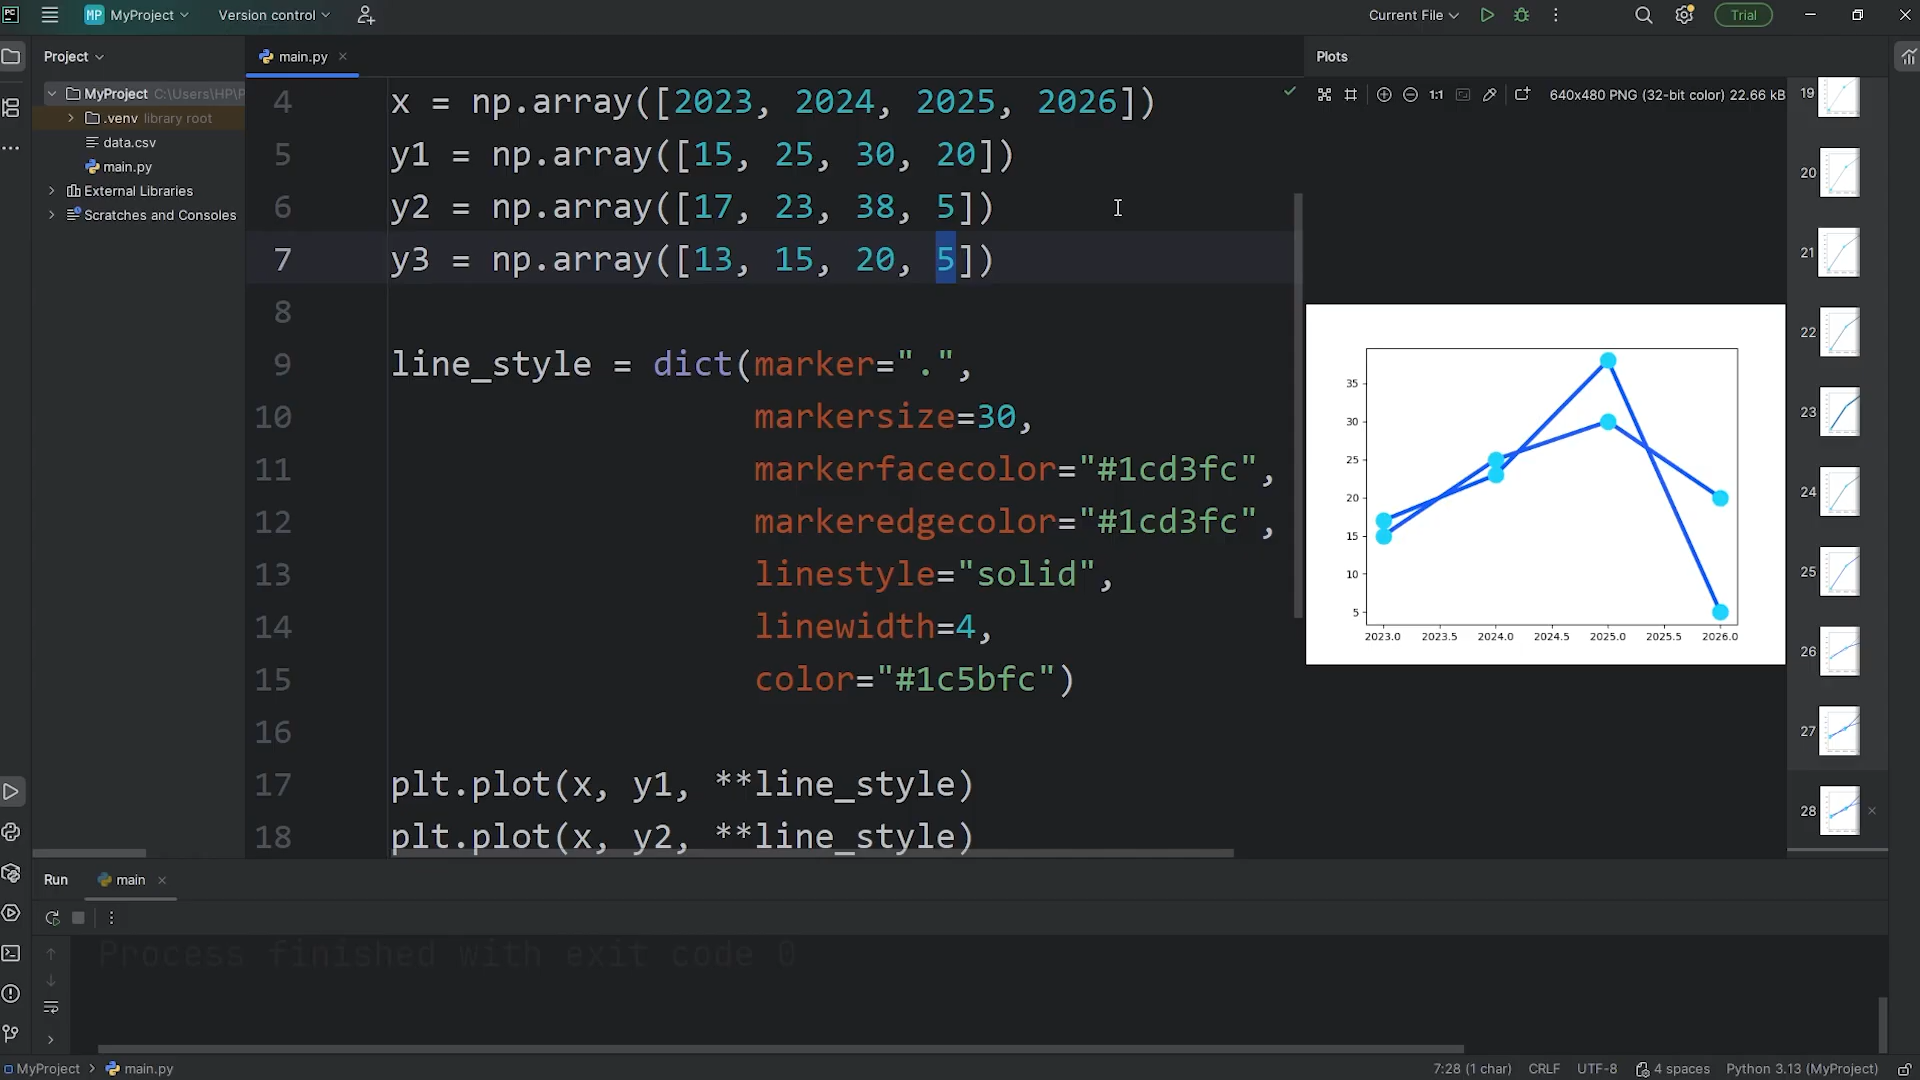 PC MP MyProject Version control Current File Trial
Project main.py Plots
MyProject C:\Users\HP\P
.venv library root
data.csv
main.py
External Libraries
Scratches and Consoles
4 x = np.array([2023, 2024, 2025, 2026])
5 y1 = np.array([15, 25, 30, 20])
6 y2 = np.array([17, 23, 38, 5])
7 y3 = np.array([13, 15, 20, 5])
8
9 line_style = dict(marker=".",
10 markersize=30,
11 markerfacecolor="#1cd3fc",
12 markeredgecolor="#1cd3fc",
13 linestyle="solid",
14 linewidth=4,
15 color="#1c5bfc")
16
17 plt.plot(x, y1, **line_style)
18 plt.plot(x, y2, **line_style)
1:1 640x480 PNG (32-bit color) 22.66 kB
35
30
25
20
15
10
5
2023.0 2023.5 2024.0 2024.5 2025.0 2025.5 2026.0
19
20
21
22
23
24
25
26
27
28
Run main
Process finished with exit code 0
MyProject main.py 7:28 (1 char) CRLF UTF-8 4 spaces Python 3.13 (MyProject)